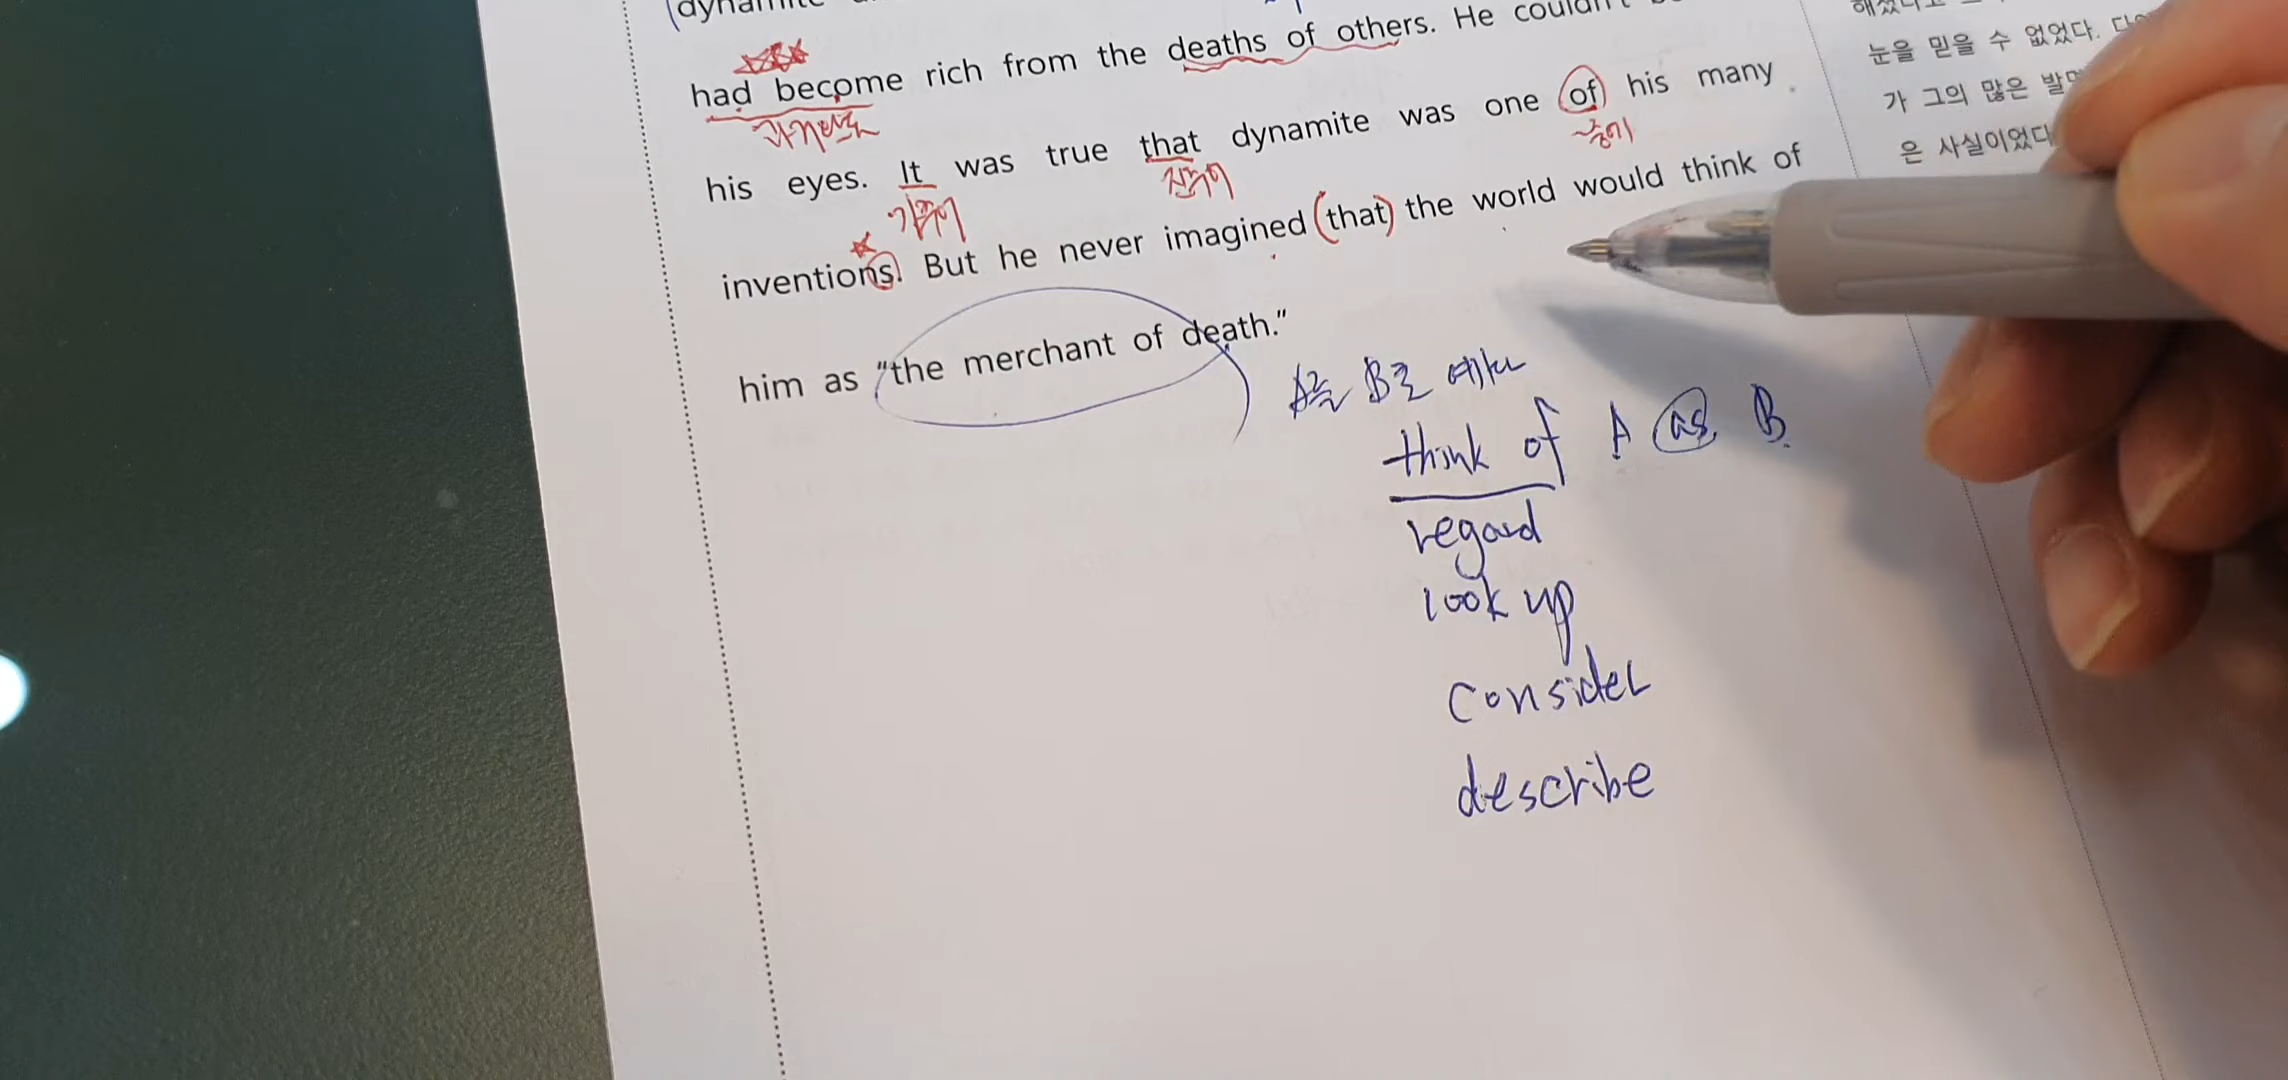 (dynamite
had become rich from the deaths of others. He couldn't
과거완료
his eyes. It was true that dynamite was one of his many
가주어 진주어 중에
inventions. But he never imagined (that) the world would think of
him as “the merchant of death.”
A를 B로
think of A as B
regard
look up
consider
describe
눈을 믿을 수 없었다.
가 그의 많은 발명
은 사실이었다